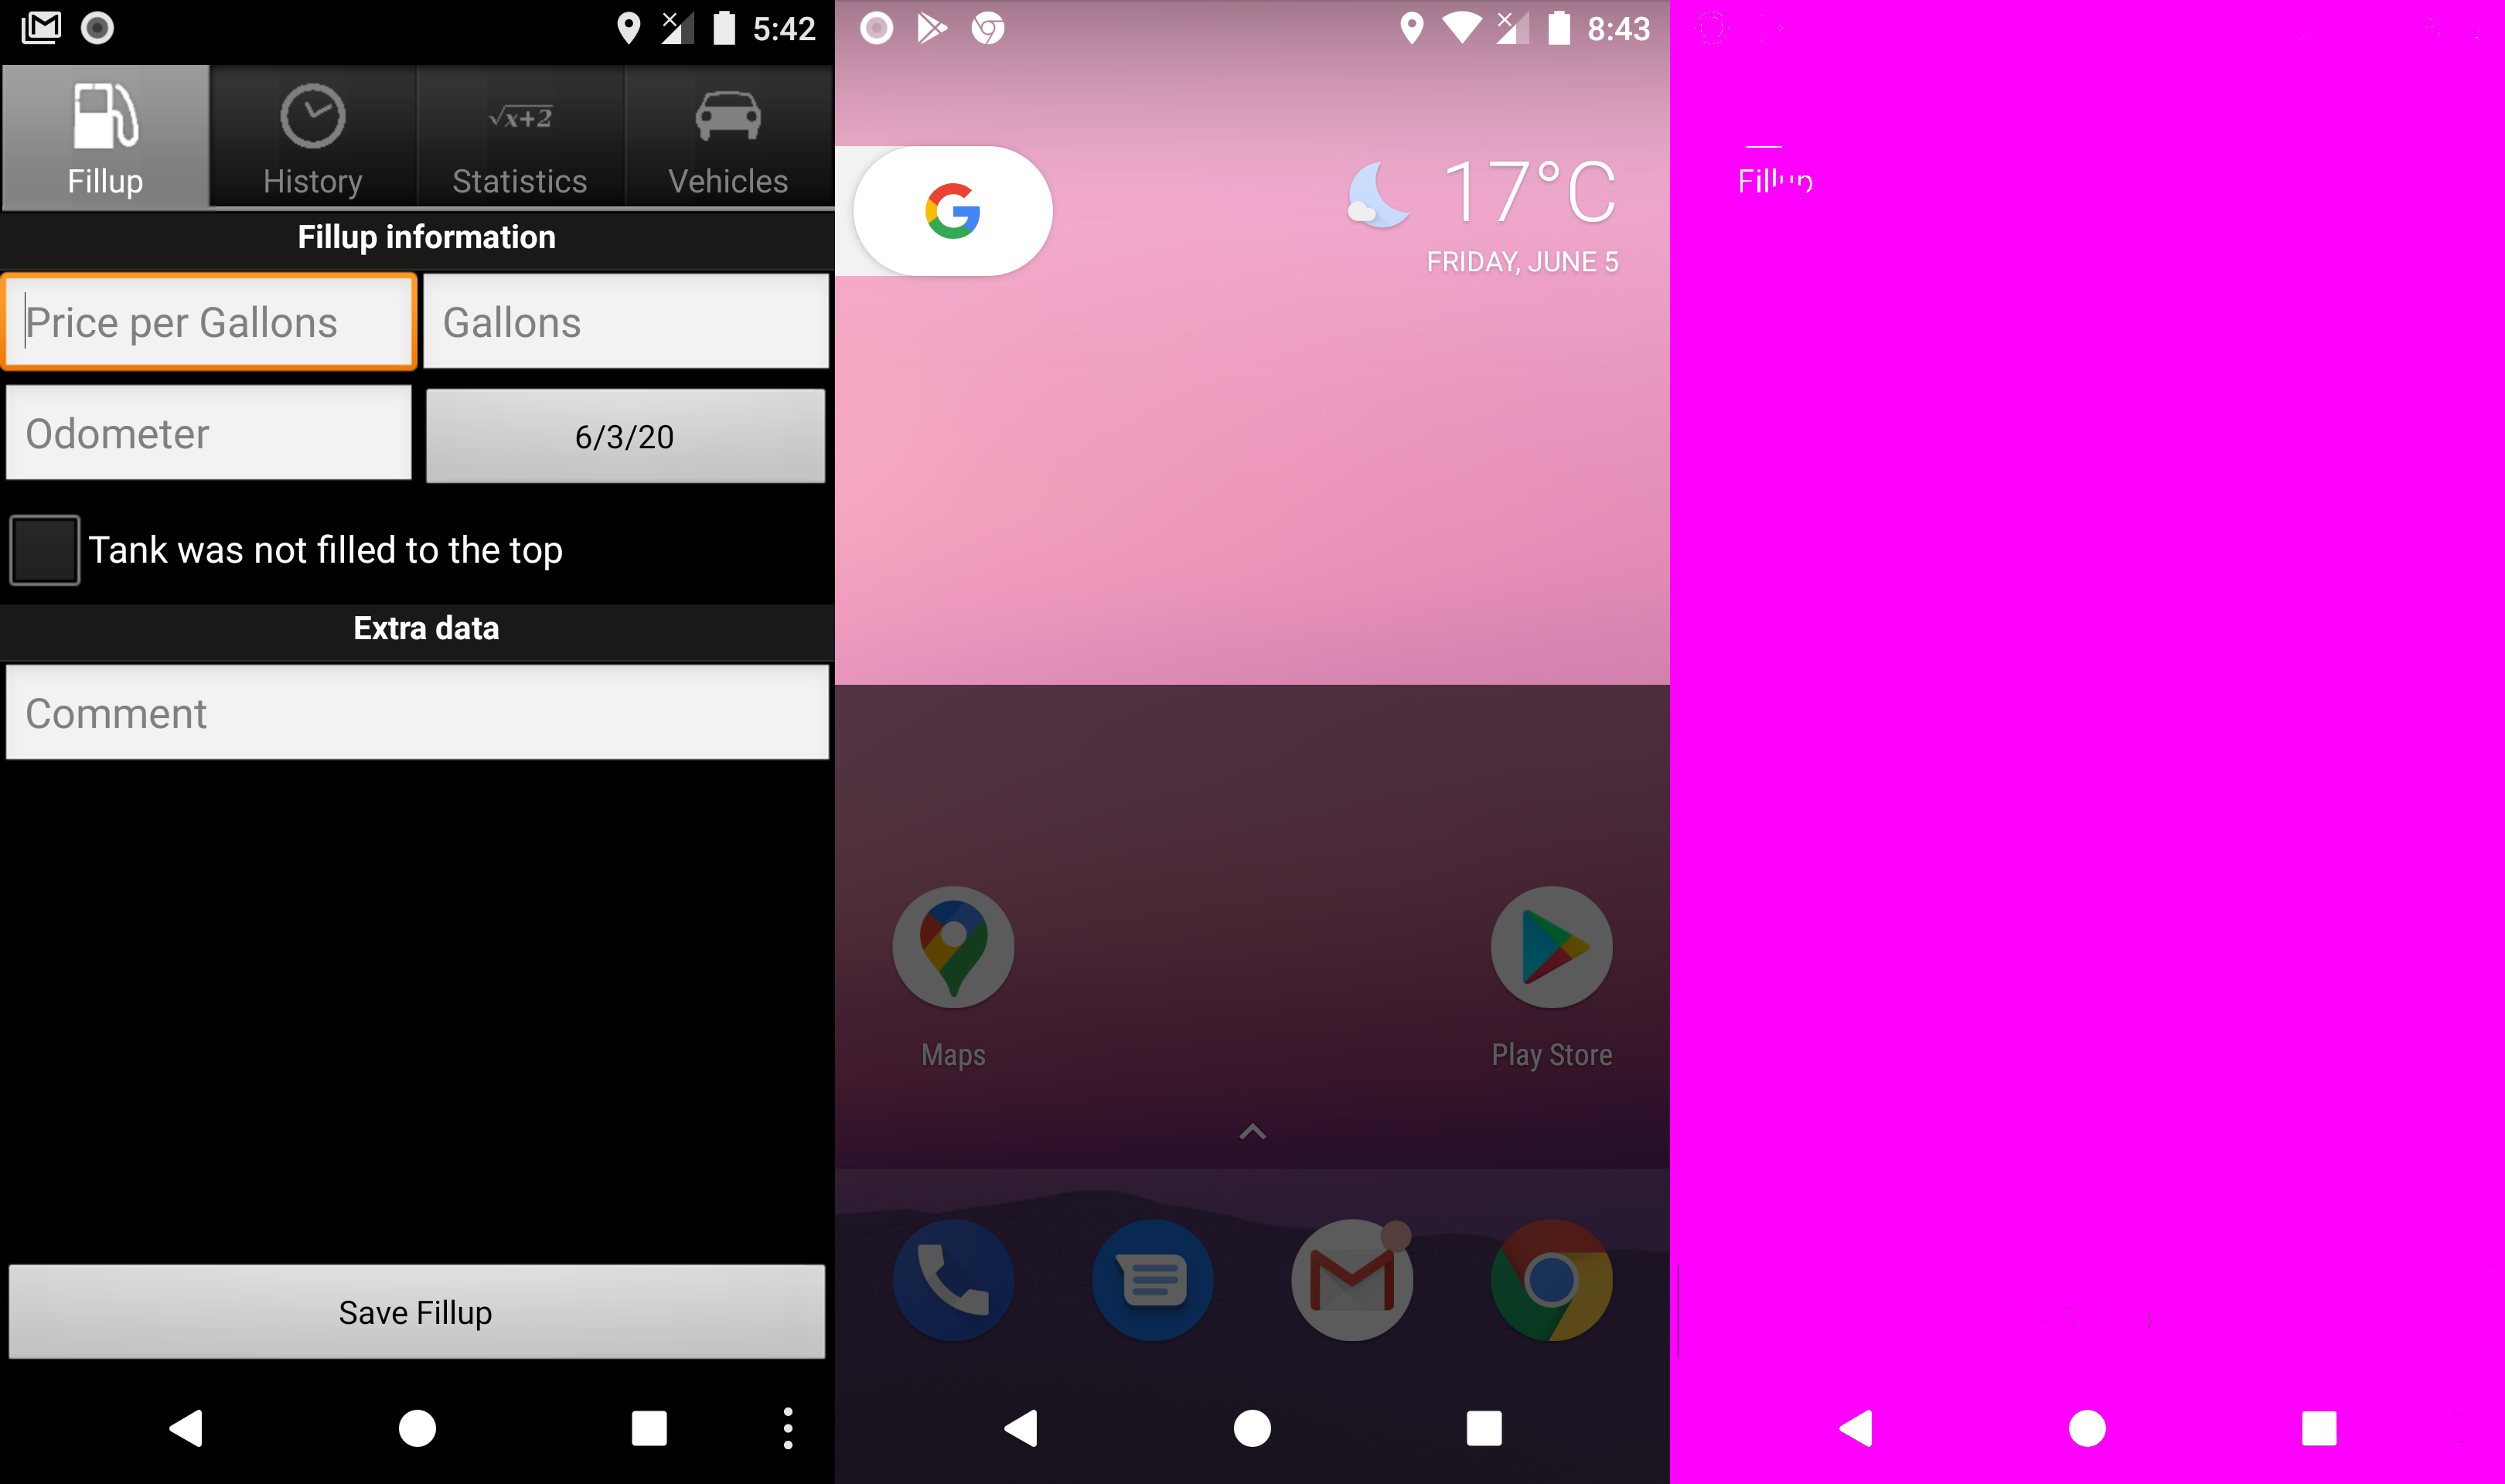 5:42
Fillup
History
√x+2
Statistics
Vehicles
Fillup information
Price per Gallons
Gallons
Odometer
6/3/20
Tank was not filled to the top
Extra data
Comment
Save Fillup
8:43
G
17°C
FRIDAY, JUNE 5
Maps
Play Store
Fillup